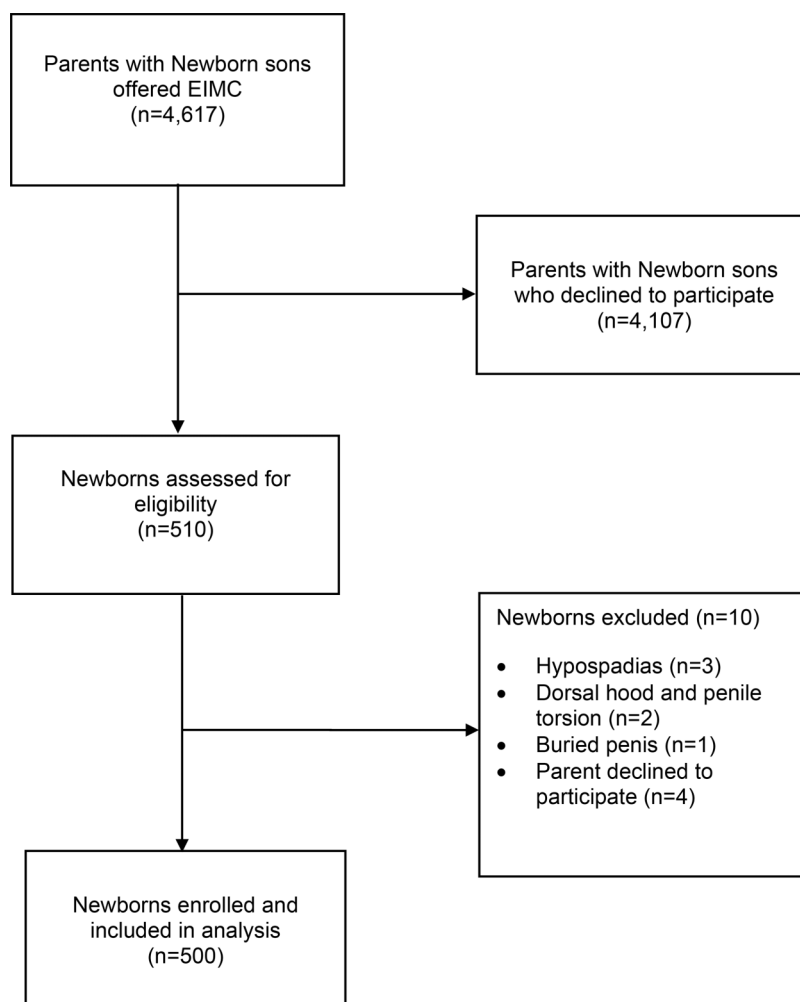 Parents with Newborn sons
offered EIMC
(n=4,617)
Parents with Newborn sons
who declined to participate
(n=4,107)
Newborns assessed for
eligibility
(n=510)
Newborns excluded (n=10)
• Hypospadias (n=3)
• Dorsal hood and penile
torsion (n=2)
• Buried penis (n=1)
• Parent declined to
participate (n=4)
Newborns enrolled and
included in analysis
(n=500)